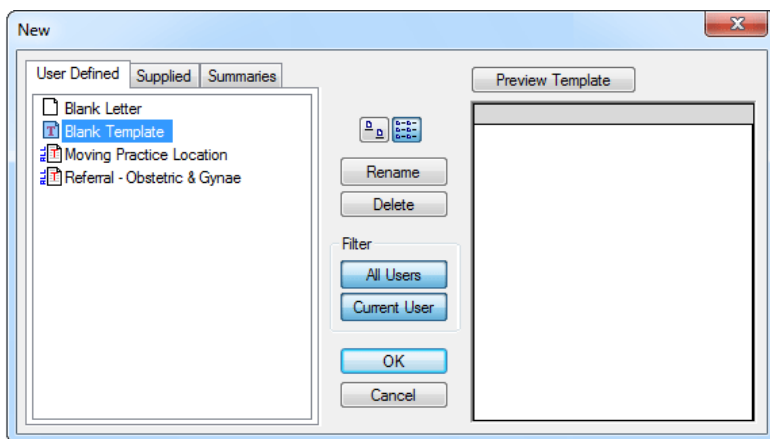 New
User Defined Supplied Summaries
Blank Letter
Blank Template
Moving Practice Location
Referral - Obstetric & Gynae
Rename
Delete
Filter
All Users
Current User
OK
Cancel
Preview Template